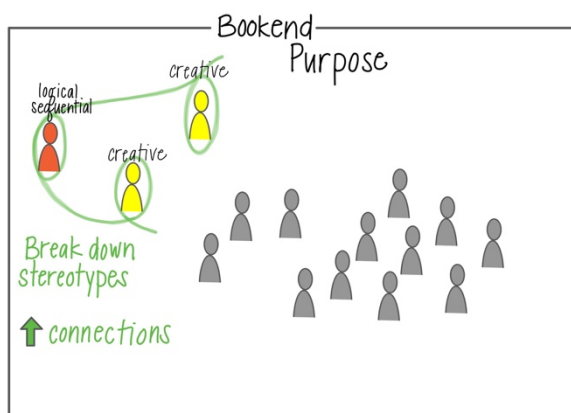 Bookend
Purpose
creative
logical
sequential
creative
Break down
stereotypes
connections